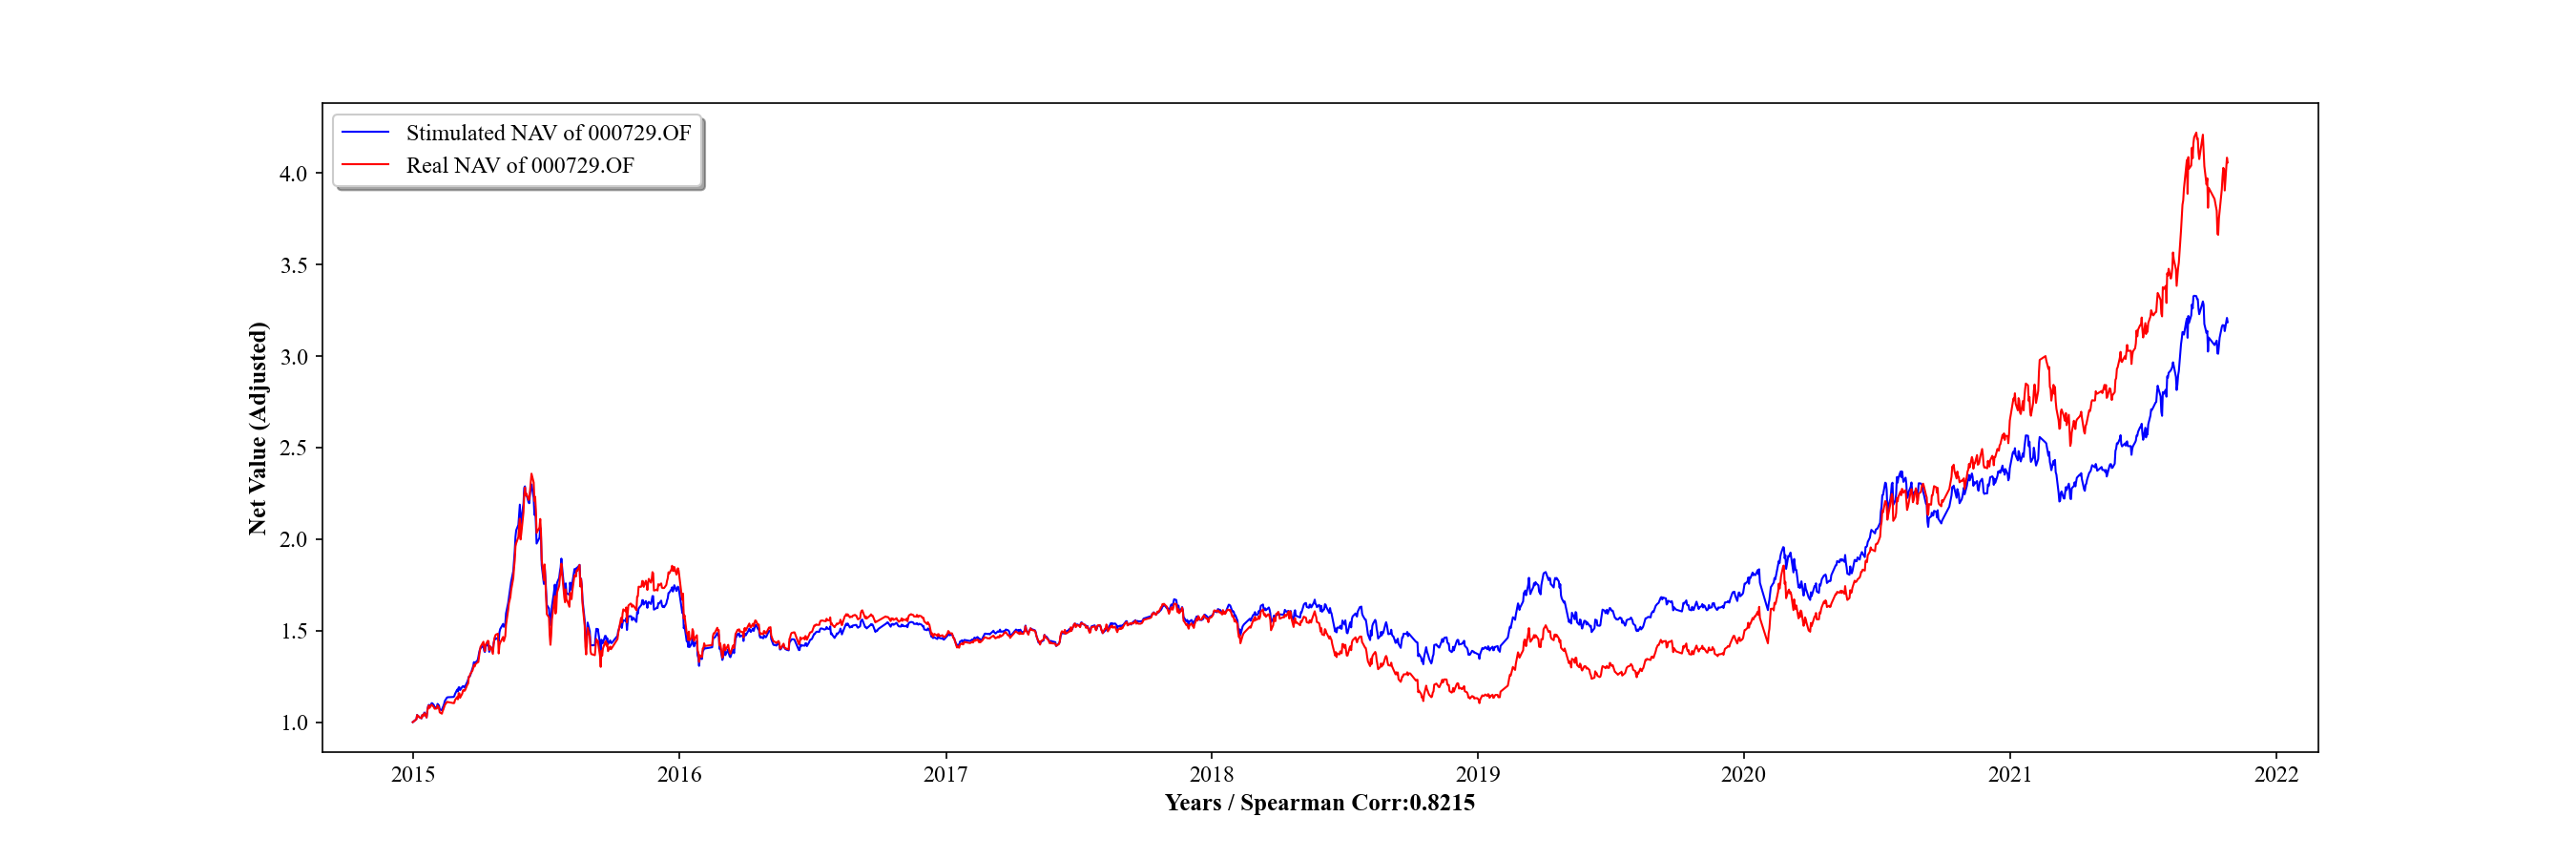 Stimulated NAV of 000729.OF
Real NAV of 000729.OF
4.0
3.5
3.0
2.5
2.0
1.5
1.0
Net Value (Adjusted)
2015 2016 2017 2018 2019 2020 2021 2022
Years / Spearman Corr:0.8215